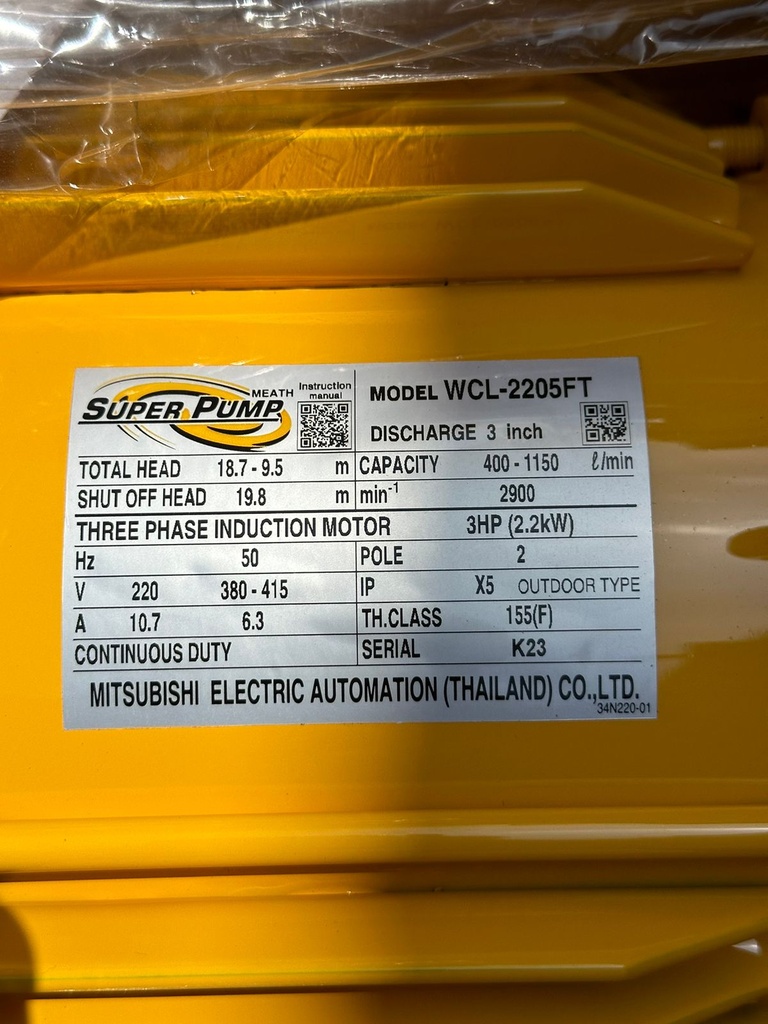 MEATH
SUPER PUMP
Instruction
manual
MODEL WCL-2205FT
DISCHARGE 3 inch
TOTAL HEAD 18.7 - 9.5 m CAPACITY 400 - 1150 ℓ/min
SHUT OFF HEAD 19.8 m min⁻¹ 2900
THREE PHASE INDUCTION MOTOR 3HP (2.2kW)
Hz 50 POLE 2
V 220 380 - 415 IP X5 OUTDOOR TYPE
A 10.7 6.3 TH.CLASS 155(F)
CONTINUOUS DUTY SERIAL K23
MITSUBISHI ELECTRIC AUTOMATION (THAILAND) CO.,LTD.
34N220-01